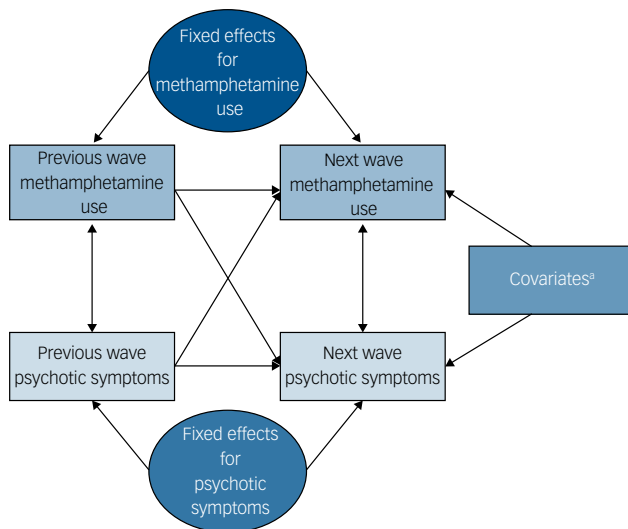 Fixed effects
for
methamphetamine
use
Previous wave
methamphetamine
use
Next wave
methamphetamine
use
Covariatesᵃ
Previous wave
psychotic symptoms
Next wave
psychotic symptoms
Fixed effects
for
psychotic
symptoms